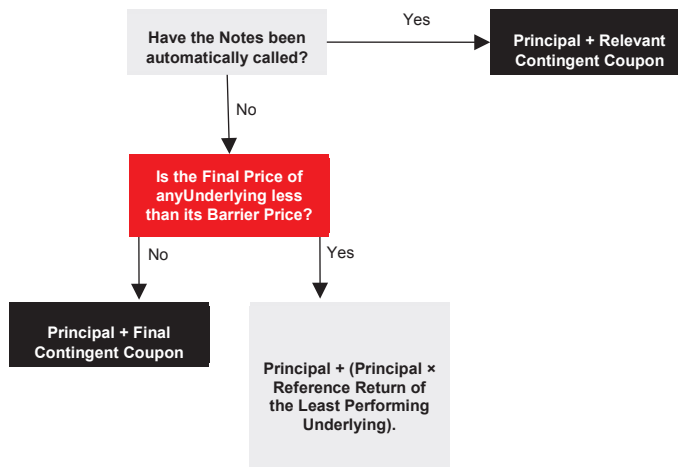 Have the Notes been
automatically called?
Yes
Principal + Relevant
Contingent Coupon
No
Is the Final Price of
anyUnderlying less
than its Barrier Price?
No
Yes
Principal + Final
Contingent Coupon
Principal + (Principal ×
Reference Return of
the Least Performing
Underlying).